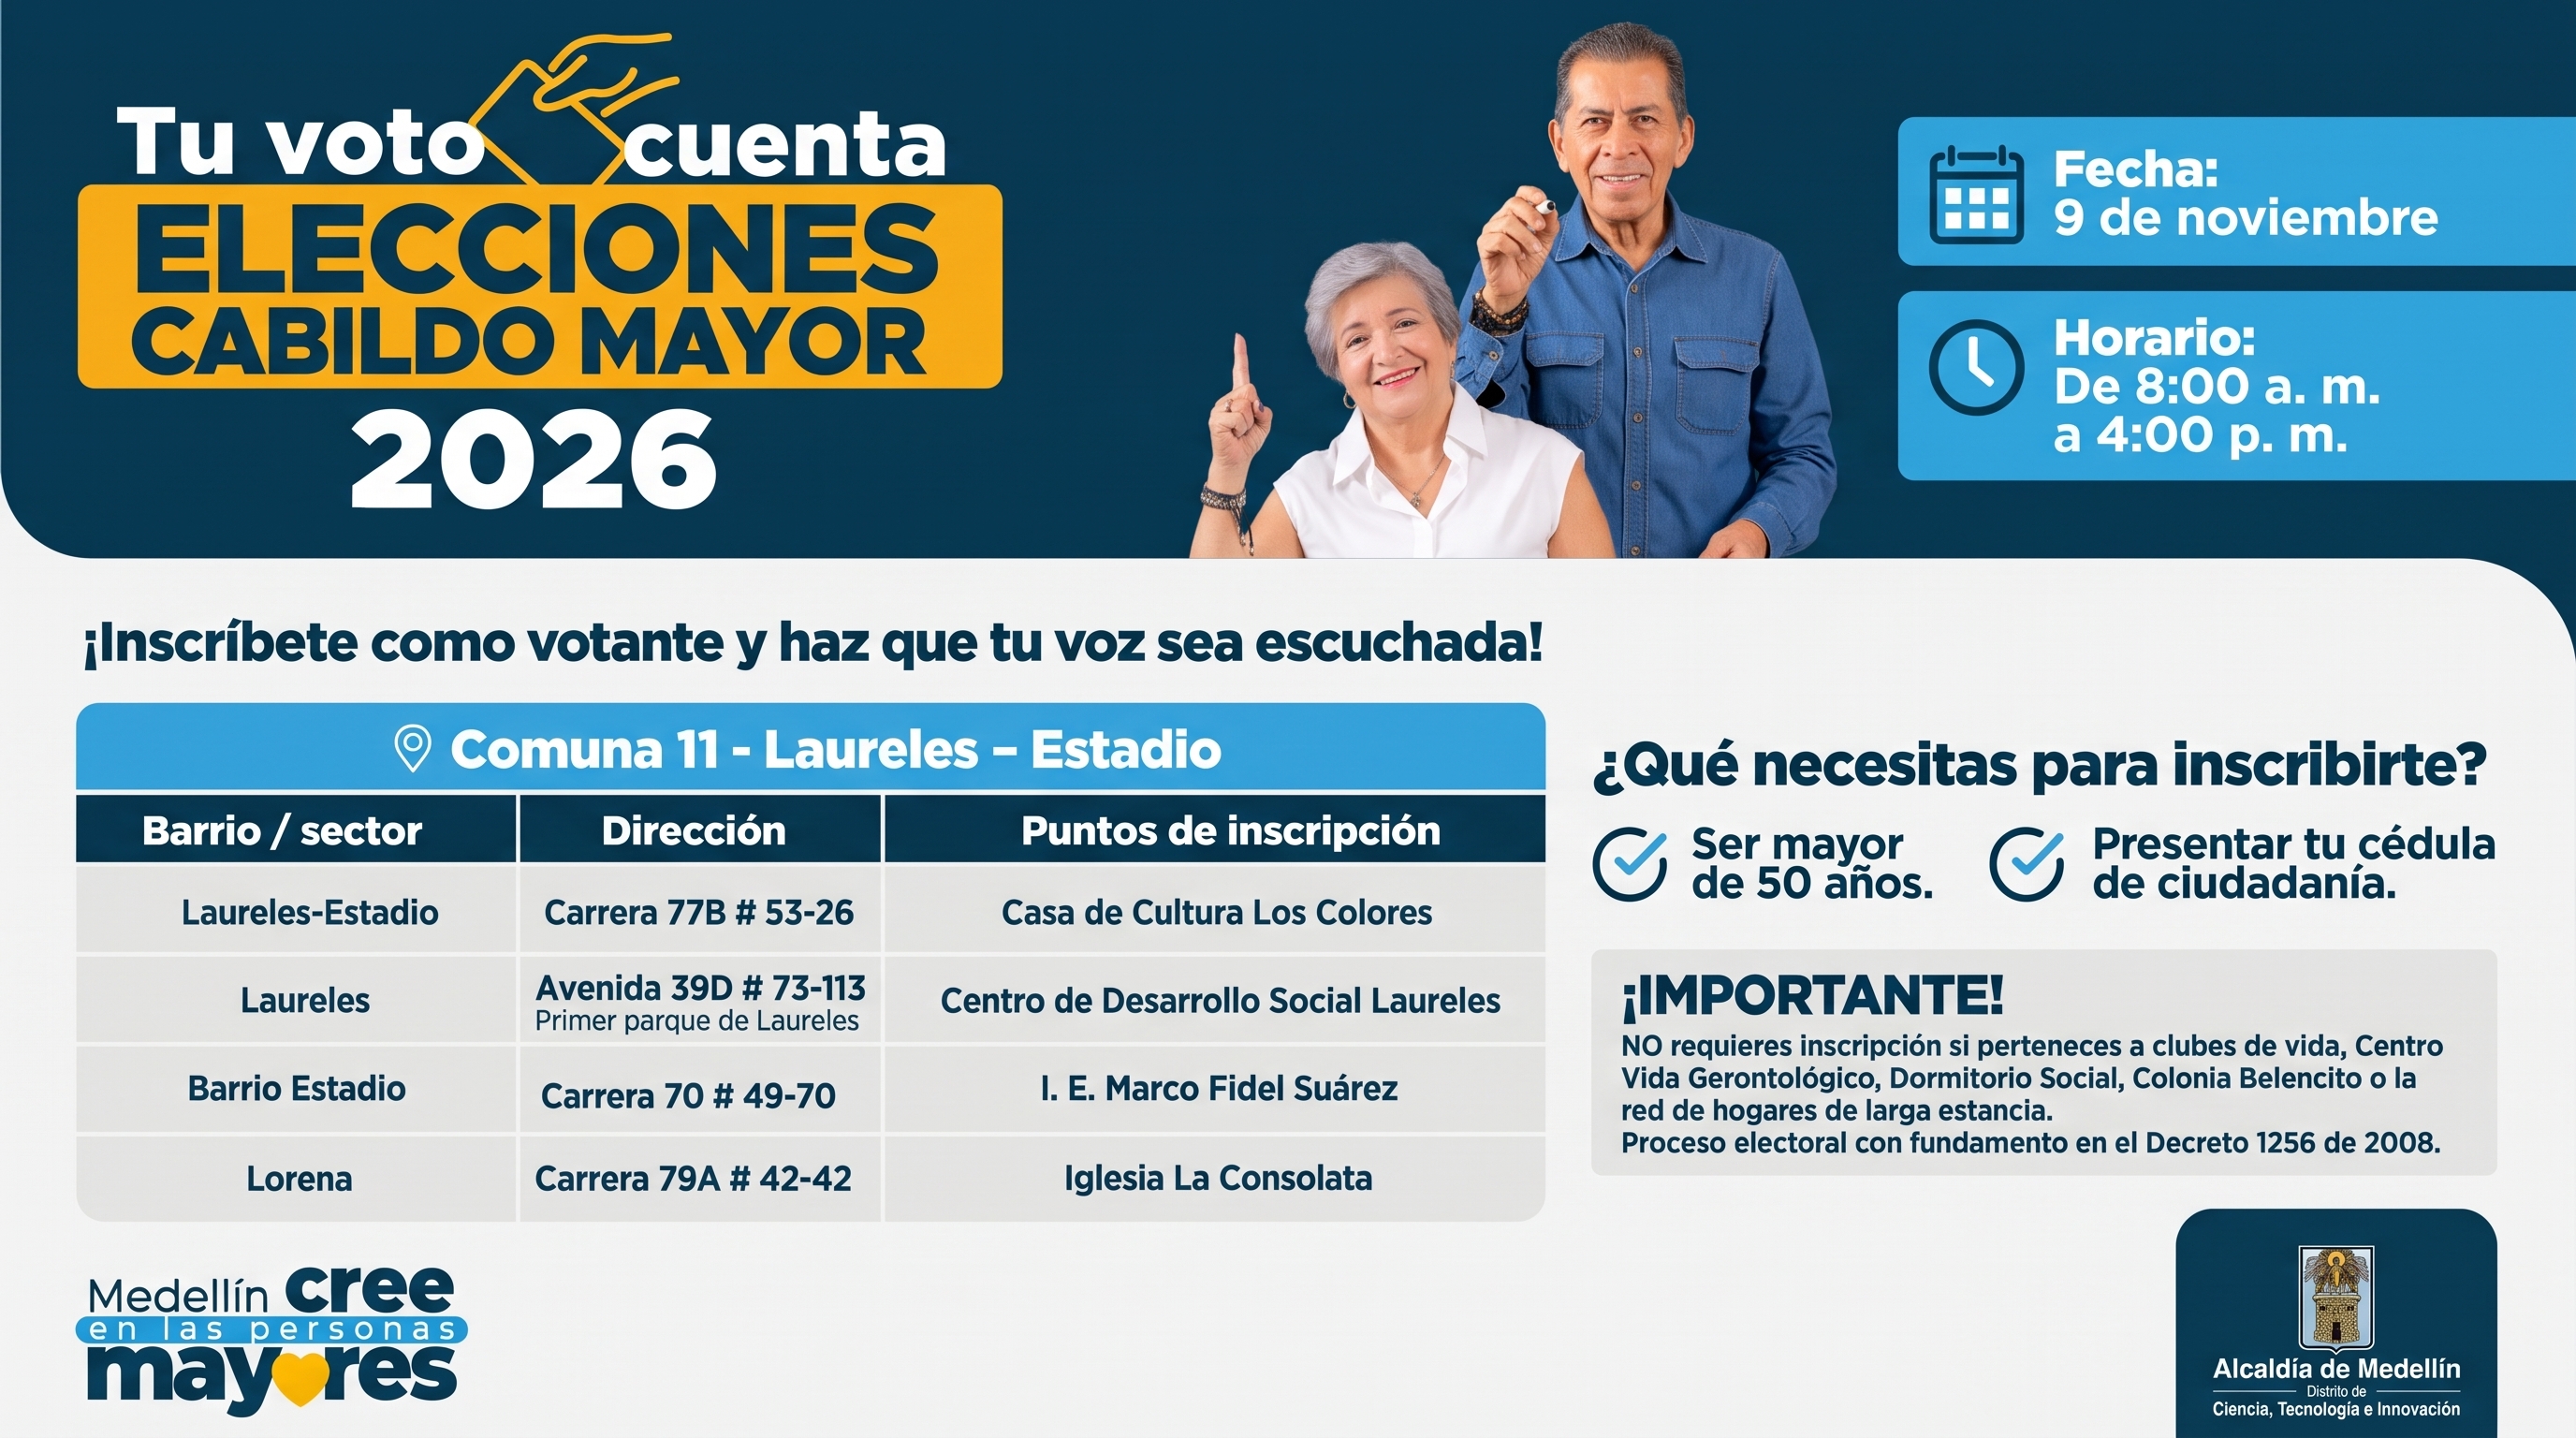 Tu voto cuenta
ELECCIONES
CABILDO MAYOR
2026
Fecha:
9 de noviembre
Horario:
De 8:00 a. m.
a 4:00 p. m.
¡Inscríbete como votante y haz que tu voz sea escuchada!
Comuna 11 - Laureles – Estadio
Barrio / sector Dirección Puntos de inscripción
Laureles-Estadio Carrera 77B # 53-26 Casa de Cultura Los Colores
Laureles Avenida 39D # 73-113 Centro de Desarrollo Social Laureles
Primer parque de Laureles
Barrio Estadio Carrera 70 # 49-70 I. E. Marco Fidel Suárez
Lorena Carrera 79A # 42-42 Iglesia La Consolata
¿Qué necesitas para inscribirte?
Ser mayor
de 50 años.
Presentar tu cédula
de ciudadanía.
¡IMPORTANTE!
NO requieres inscripción si perteneces a clubes de vida, Centro
Vida Gerontológico, Dormitorio Social, Colonia Belencito o la
red de hogares de larga estancia.
Proceso electoral con fundamento en el Decreto 1256 de 2008.
Medellín cree
en las personas
mayores
Alcaldía de Medellín
Distrito de
Ciencia, Tecnología e Innovación